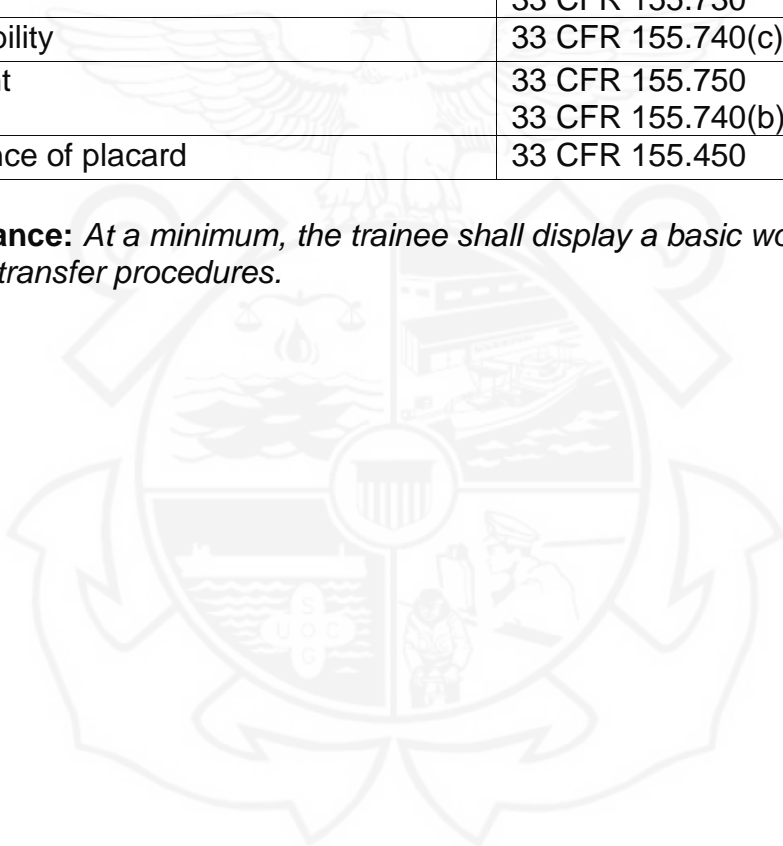 33 CFR 155.730
bility 33 CFR 155.740(c)
nt 33 CFR 155.750
33 CFR 155.740(b)
nce of placard 33 CFR 155.450
ance: At a minimum, the trainee shall display a basic wo
transfer procedures.
S
U O C
G